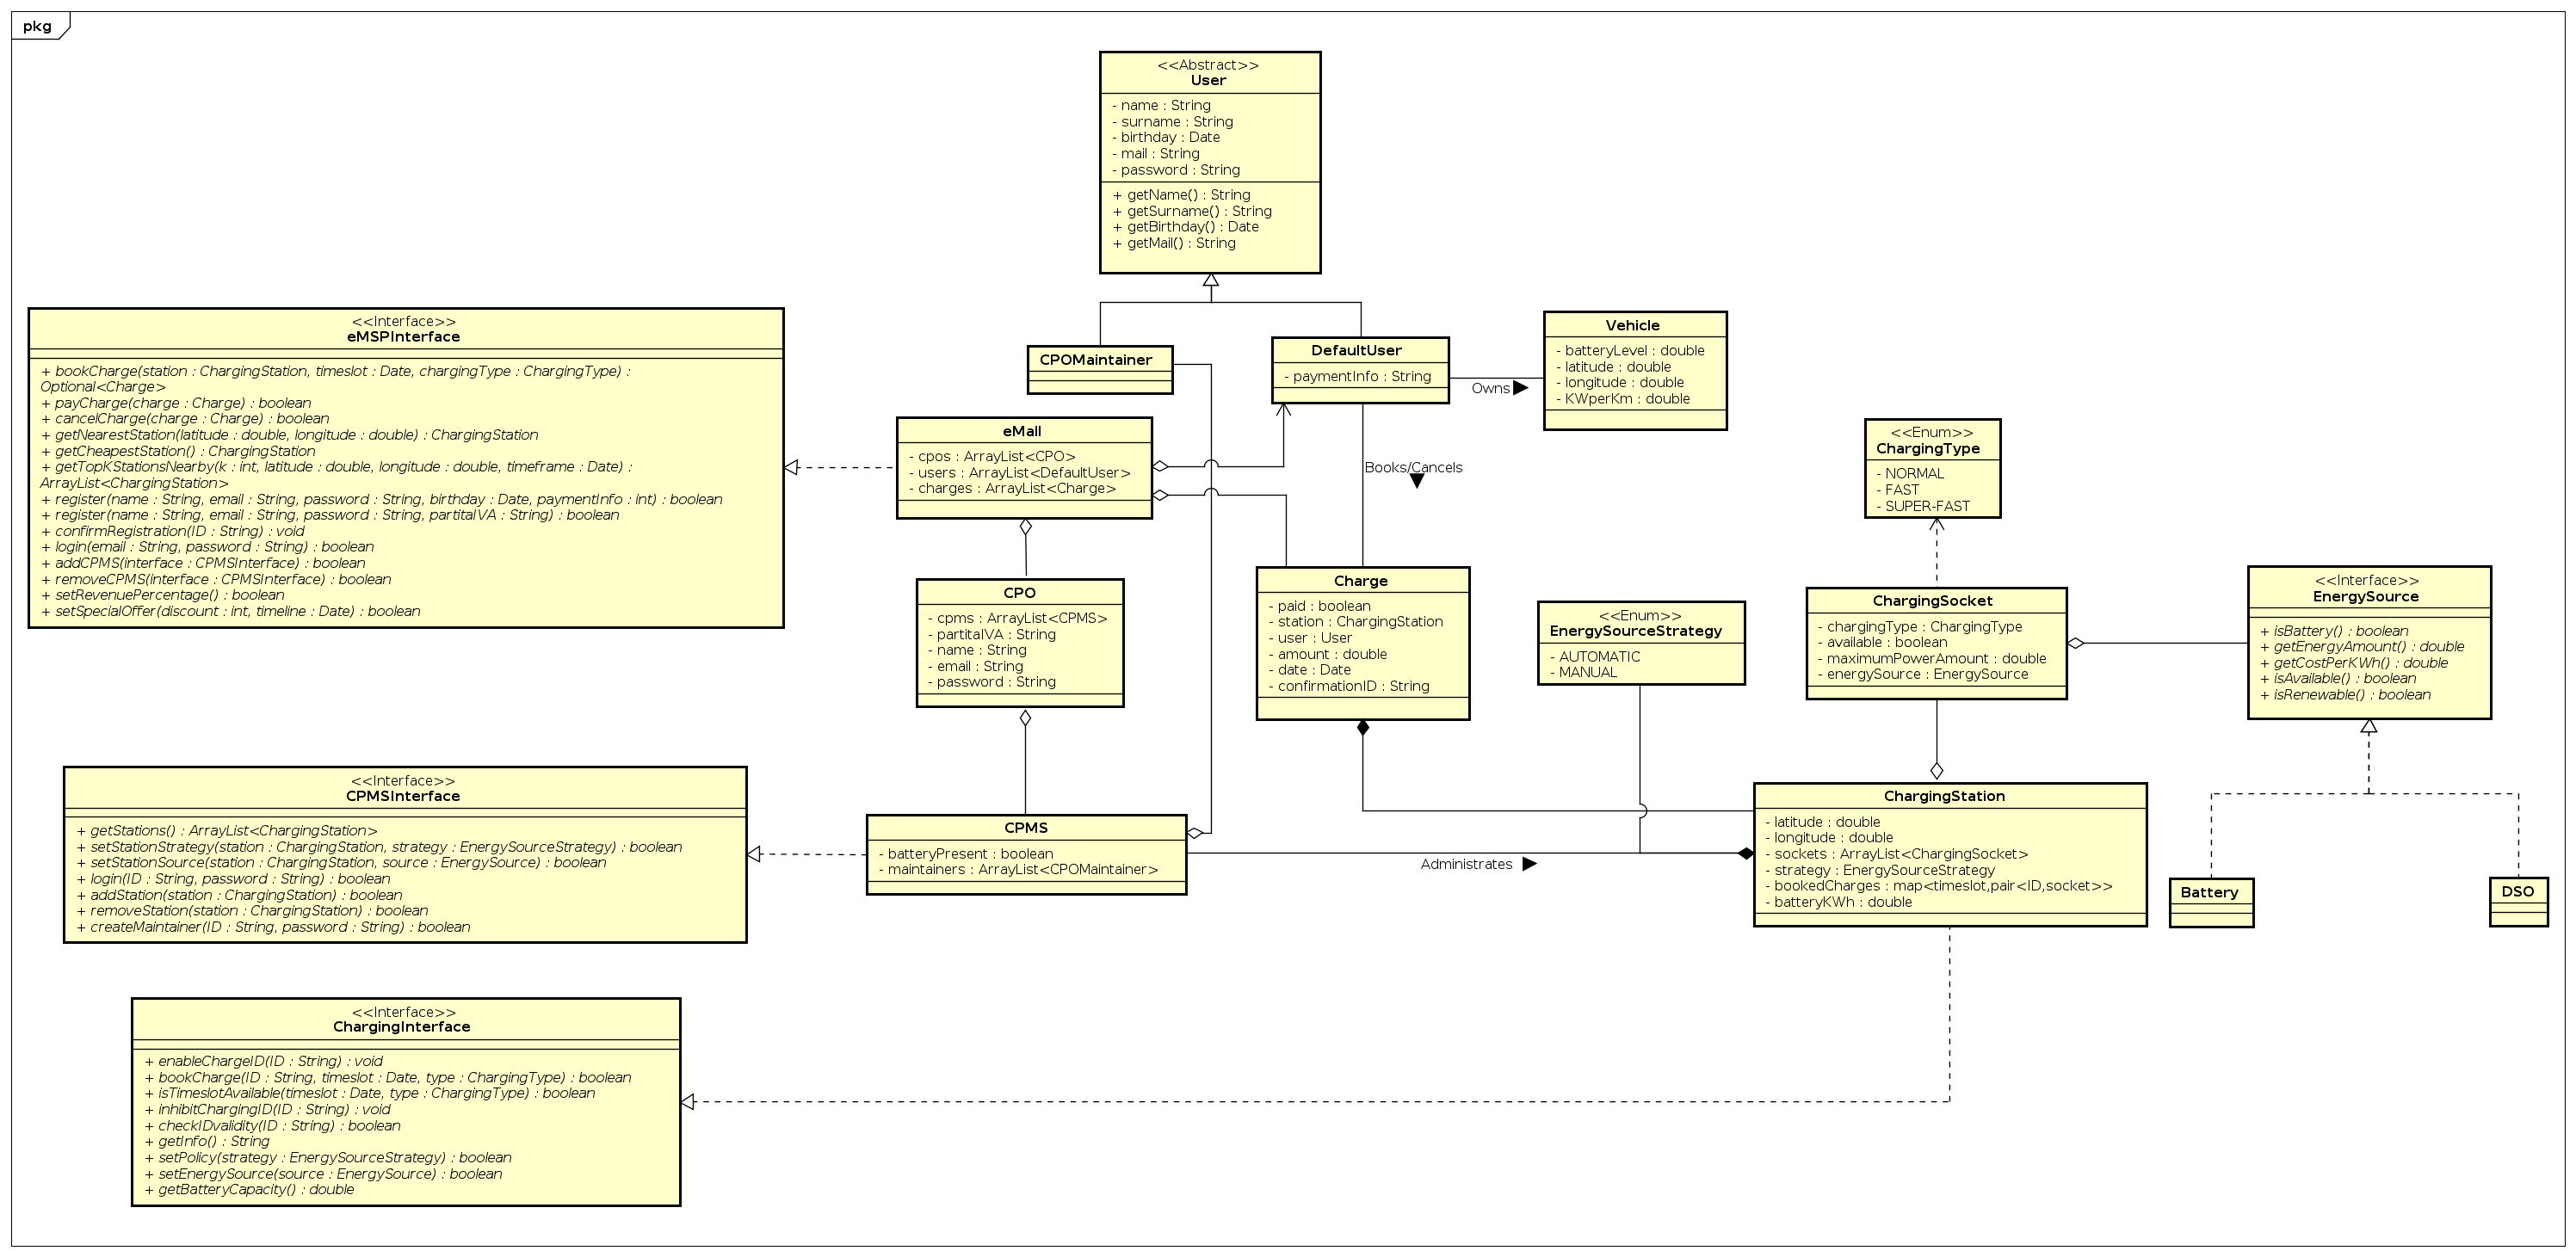 pkg
<<Abstract>>
User
- name : String
- surname : String
- birthday : Date
- mail : String
- password : String
+ getName() : String
+ getSurname() : String
+ getBirthday() : Date
+ getMail() : String
<<Interface>>
eMSPInterface
+ bookCharge(station : ChargingStation, timeslot : Date, chargingType : ChargingType) :
Optional<Charge>
+ payCharge(charge : Charge) : boolean
+ cancelCharge(charge : Charge) : boolean
+ getNearestStation(latitude : double, longitude : double) : ChargingStation
+ getCheapestStation() : ChargingStation
+ getTopKStationsNearby(k : int, latitude : double, longitude : double, timeframe : Date) :
ArrayList<ChargingStation>
+ register(name : String, email : String, password : String, birthday : Date, paymentInfo : int) : boolean
+ register(name : String, email : String, password : String, partitaIVA : String) : boolean
+ confirmRegistration(ID : String) : void
+ login(email : String, password : String) : boolean
+ addCPMS(interface : CPMSInterface) : boolean
+ removeCPMS(interface : CPMSInterface) : boolean
+ setRevenuePercentage() : boolean
+ setSpecialOffer(discount : int, timeline : Date) : boolean
CPOMaintainer
DefaultUser
- paymentInfo : String
Owns
Vehicle
- batteryLevel : double
- latitude : double
- longitude : double
- KWperKm : double
eMall
- cpos : ArrayList<CPO>
- users : ArrayList<DefaultUser>
- charges : ArrayList<Charge>
Books/Cancels
<<Enum>>
ChargingType
- NORMAL
- FAST
- SUPER-FAST
CPO
- cpms : ArrayList<CPMS>
- partitaIVA : String
- name : String
- email : String
- password : String
Charge
- paid : boolean
- station : ChargingStation
- user : User
- amount : double
- date : Date
- confirmationID : String
<<Enum>>
EnergySourceStrategy
- AUTOMATIC
- MANUAL
ChargingSocket
- chargingType : ChargingType
- available : boolean
- maximumPowerAmount : double
- energySource : EnergySource
<<Interface>>
EnergySource
+ isBattery() : boolean
+ getEnergyAmount() : double
+ getCostPerKWh() : double
+ isAvailable() : boolean
+ isRenewable() : boolean
<<Interface>>
CPMSInterface
+ getStations() : ArrayList<ChargingStation>
+ setStationStrategy(station : ChargingStation, strategy : EnergySourceStrategy) : boolean
+ setStationSource(station : ChargingStation, source : EnergySource) : boolean
+ login(ID : String, password : String) : boolean
+ addStation(station : ChargingStation) : boolean
+ removeStation(station : ChargingStation) : boolean
+ createMaintainer(ID : String, password : String) : boolean
CPMS
- batteryPresent : boolean
- maintainers : ArrayList<CPOMaintainer>
Administrates
ChargingStation
- latitude : double
- longitude : double
- sockets : ArrayList<ChargingSocket>
- strategy : EnergySourceStrategy
- bookedCharges : map<timeslot,pair<ID,socket>>
- batteryKWh : double
Battery
DSO
<<Interface>>
ChargingInterface
+ enableChargeID(ID : String) : void
+ bookCharge(ID : String, timeslot : Date, type : ChargingType) : boolean
+ isTimeslotAvailable(timeslot : Date, type : ChargingType) : boolean
+ inhibitChargingID(ID : String) : void
+ checkIDvalidity(ID : String) : boolean
+ getInfo() : String
+ setPolicy(strategy : EnergySourceStrategy) : boolean
+ setEnergySource(source : EnergySource) : boolean
+ getBatteryCapacity() : double